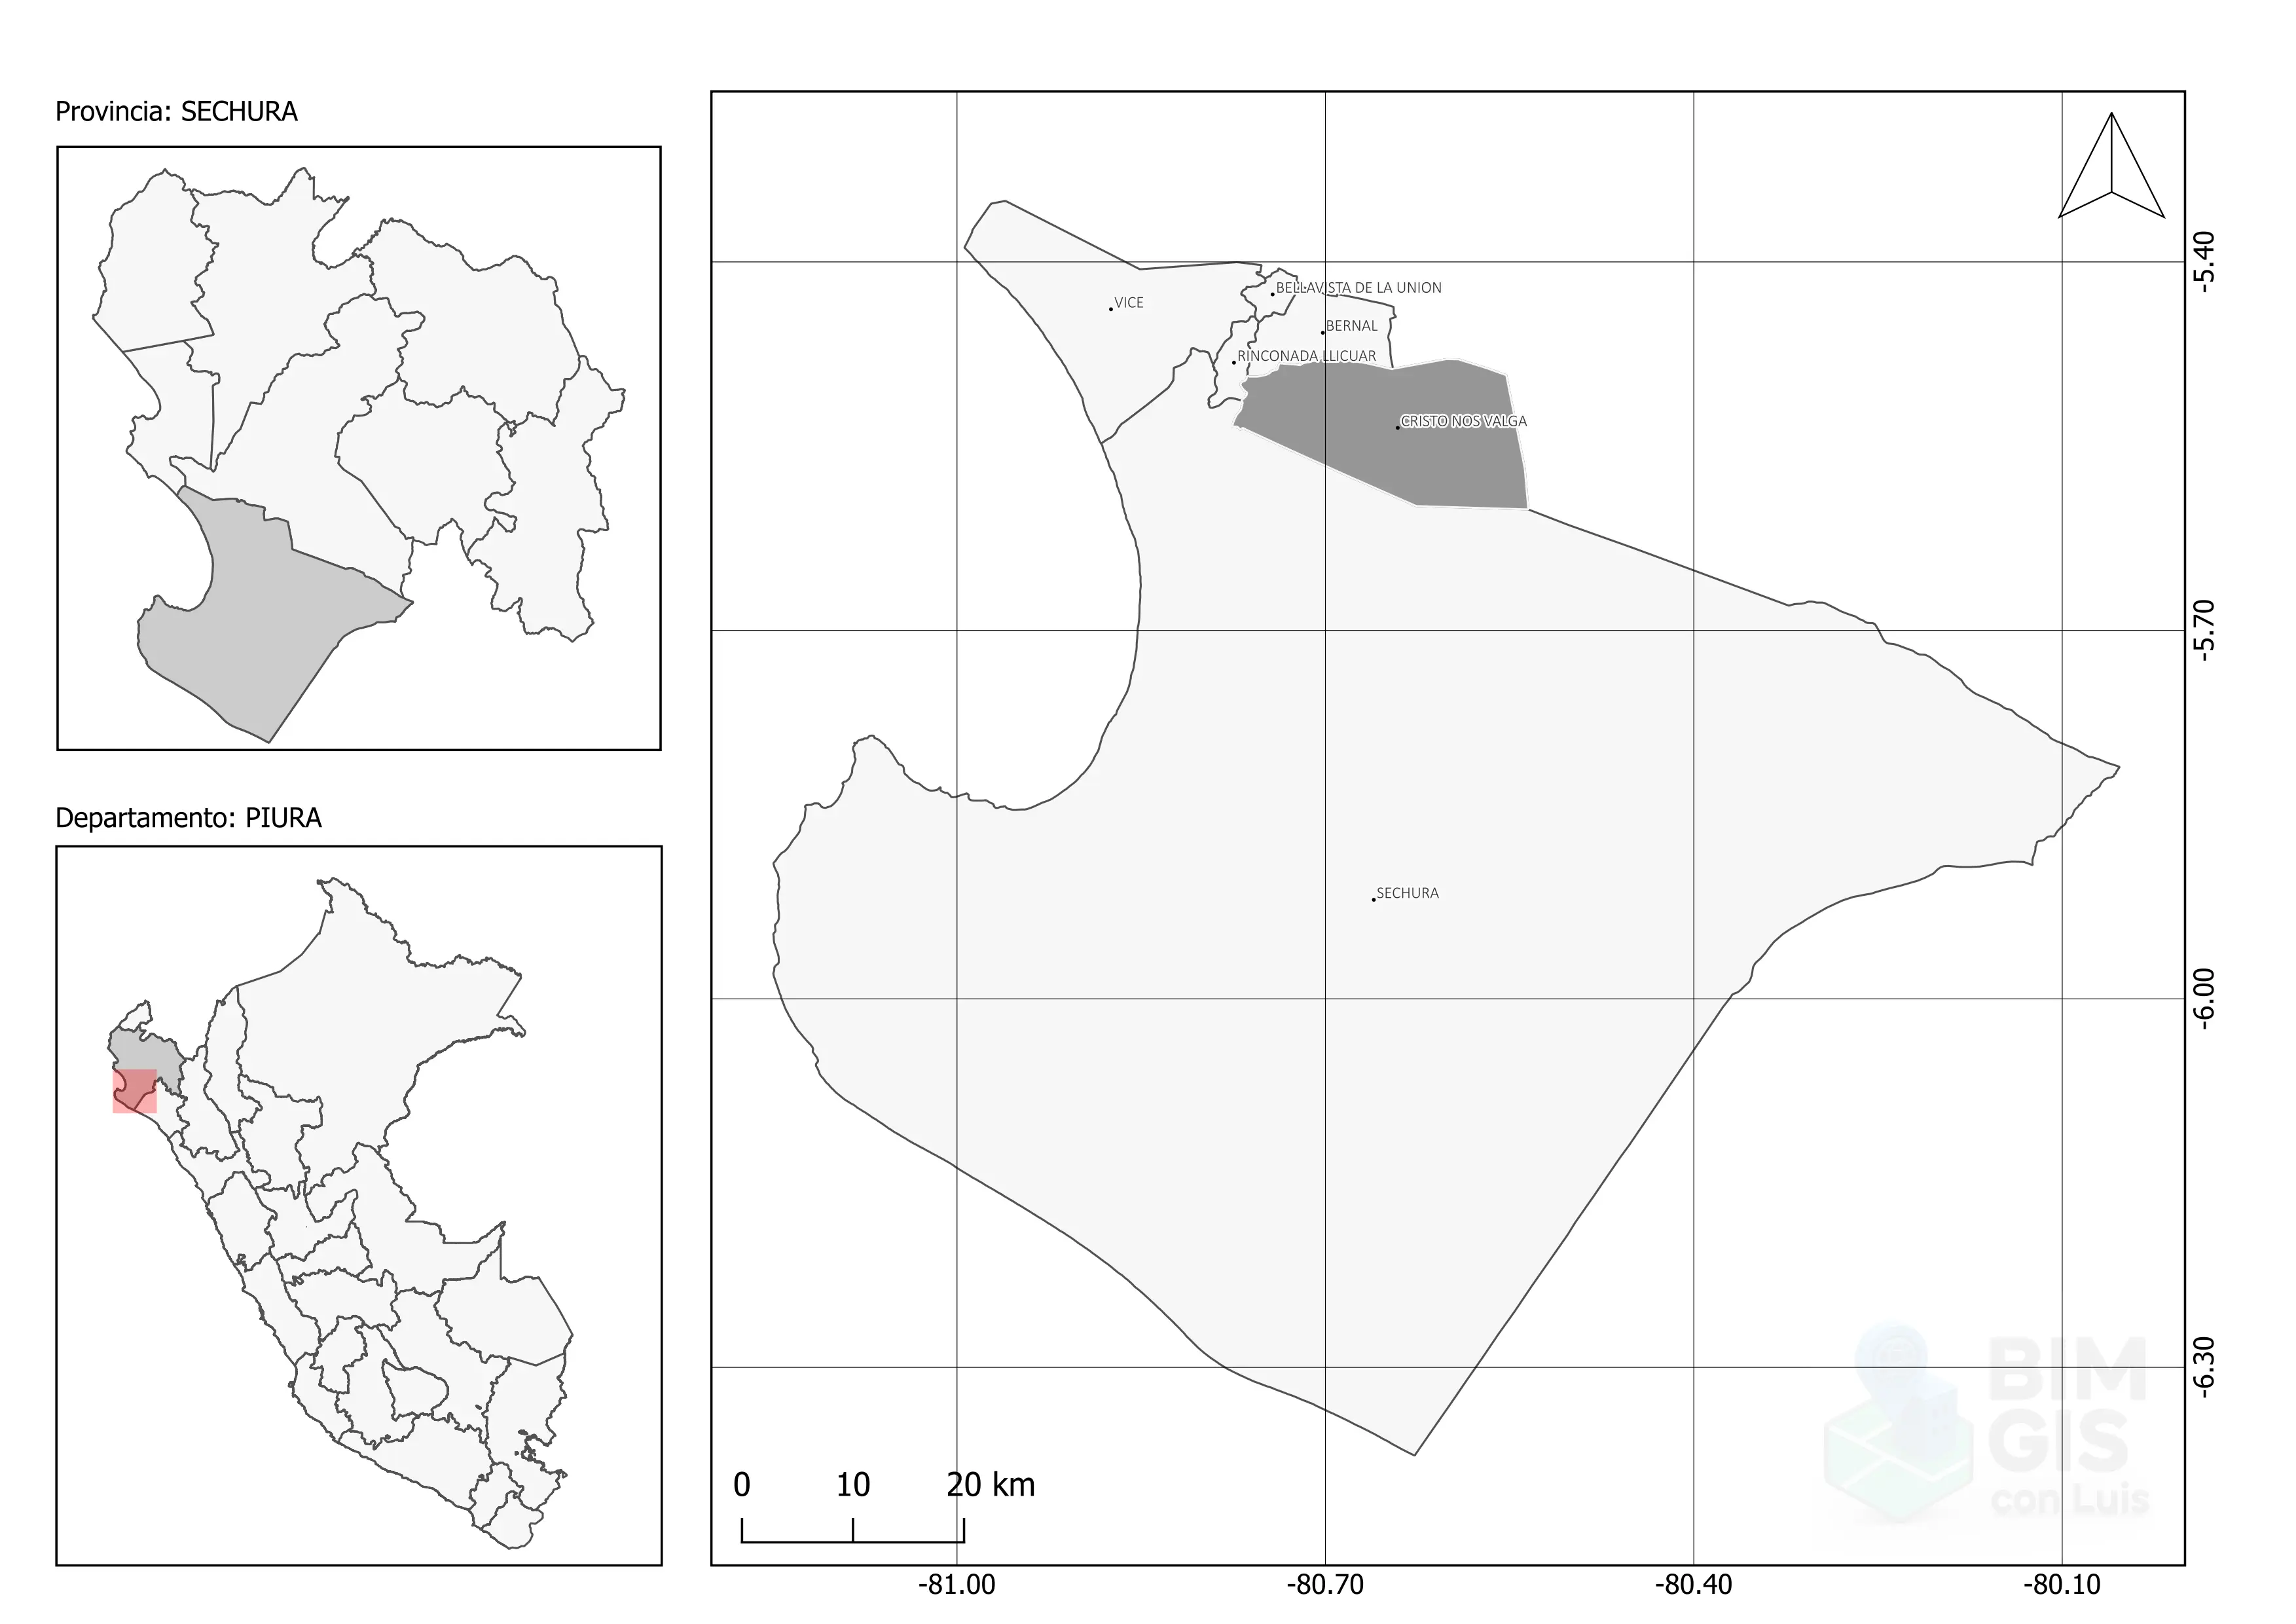 Provincia: SECHURA
Departamento: PIURA
VICE
BELLAVISTA DE LA UNION
BERNAL
RINCONADA LLICUAR
CRISTO NOS VALGA
SECHURA
-5.40
-5.70
-6.00
-6.30
0 10 20 km
-81.00 -80.70 -80.40 -80.10
BIM
GIS
con Luis